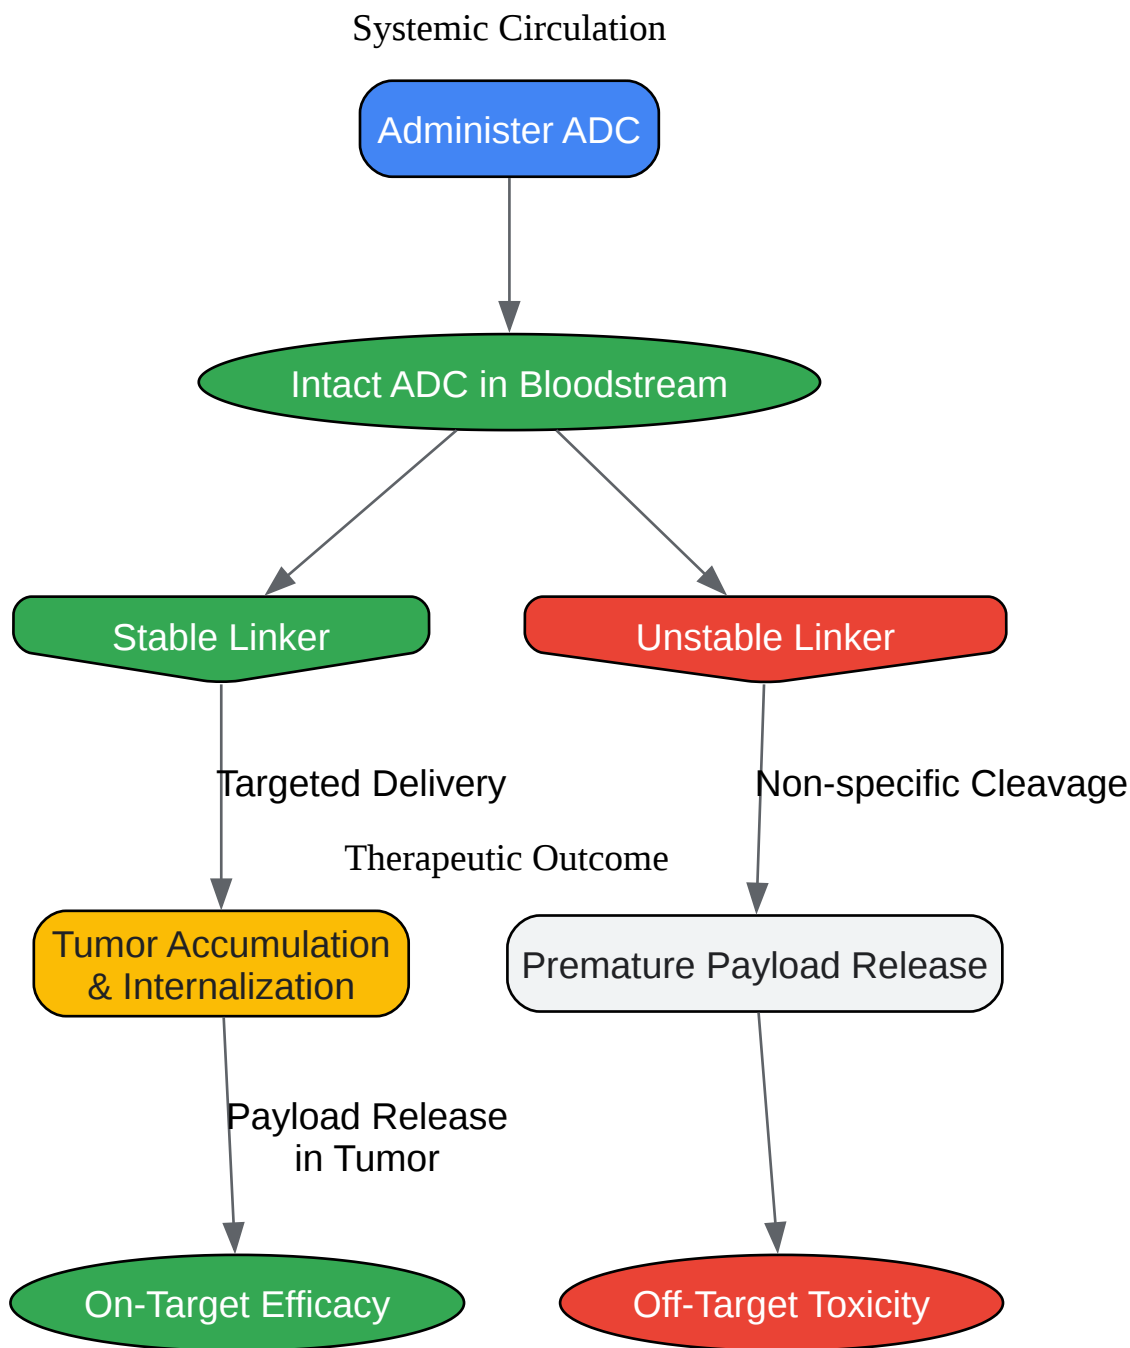 Systemic Circulation
Administer ADC
Intact ADC in Bloodstream
Stable Linker
Unstable Linker
Targeted Delivery
Non-specific Cleavage
Therapeutic Outcome
Tumor Accumulation
& Internalization
Premature Payload Release
Payload Release
in Tumor
On-Target Efficacy
Off-Target Toxicity